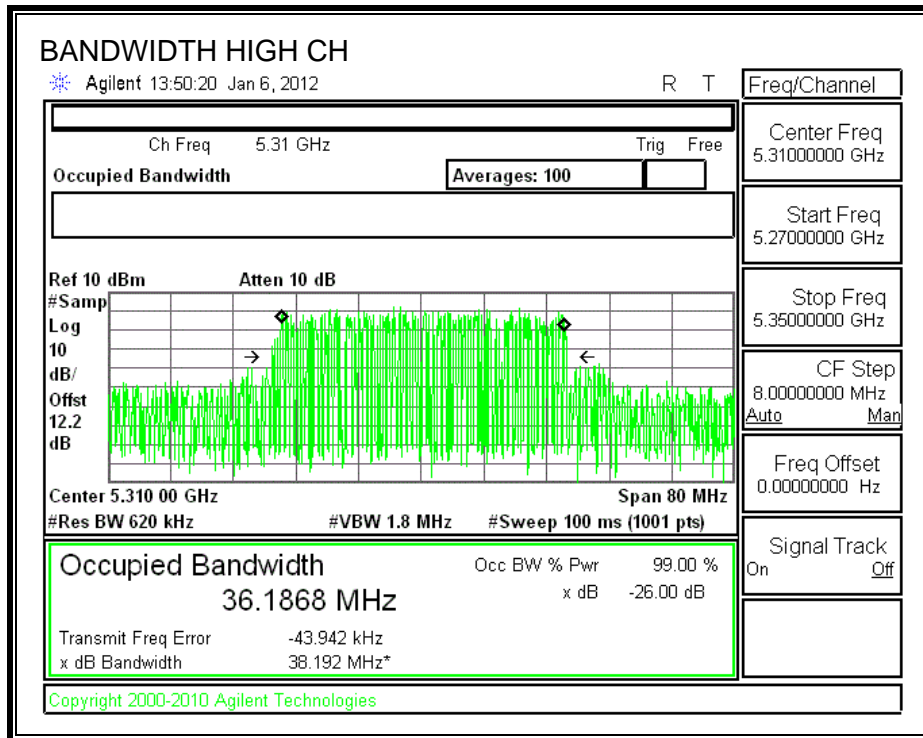 BANDWIDTH HIGH CH
Agilent 13:50:20 Jan 6, 2012 R T
Ch Freq 5.31 GHz Trig Free
Occupied Bandwidth Averages: 100
Ref 10 dBm Atten 10 dB
#Samp
Log
10
dB/
Offst
12.2
dB
Center 5.310 00 GHz Span 80 MHz
#Res BW 620 kHz #VBW 1.8 MHz #Sweep 100 ms (1001 pts)
Occupied Bandwidth Occ BW % Pwr 99.00 %
36.1868 MHz x dB -26.00 dB
Transmit Freq Error -43.942 kHz
x dB Bandwidth 38.192 MHz*
Copyright 2000-2010 Agilent Technologies
Freq/Channel
Center Freq
5.31000000 GHz
Start Freq
5.27000000 GHz
Stop Freq
5.35000000 GHz
CF Step
8.00000000 MHz
Auto Man
Freq Offset
0.00000000 Hz
Signal Track
On Off